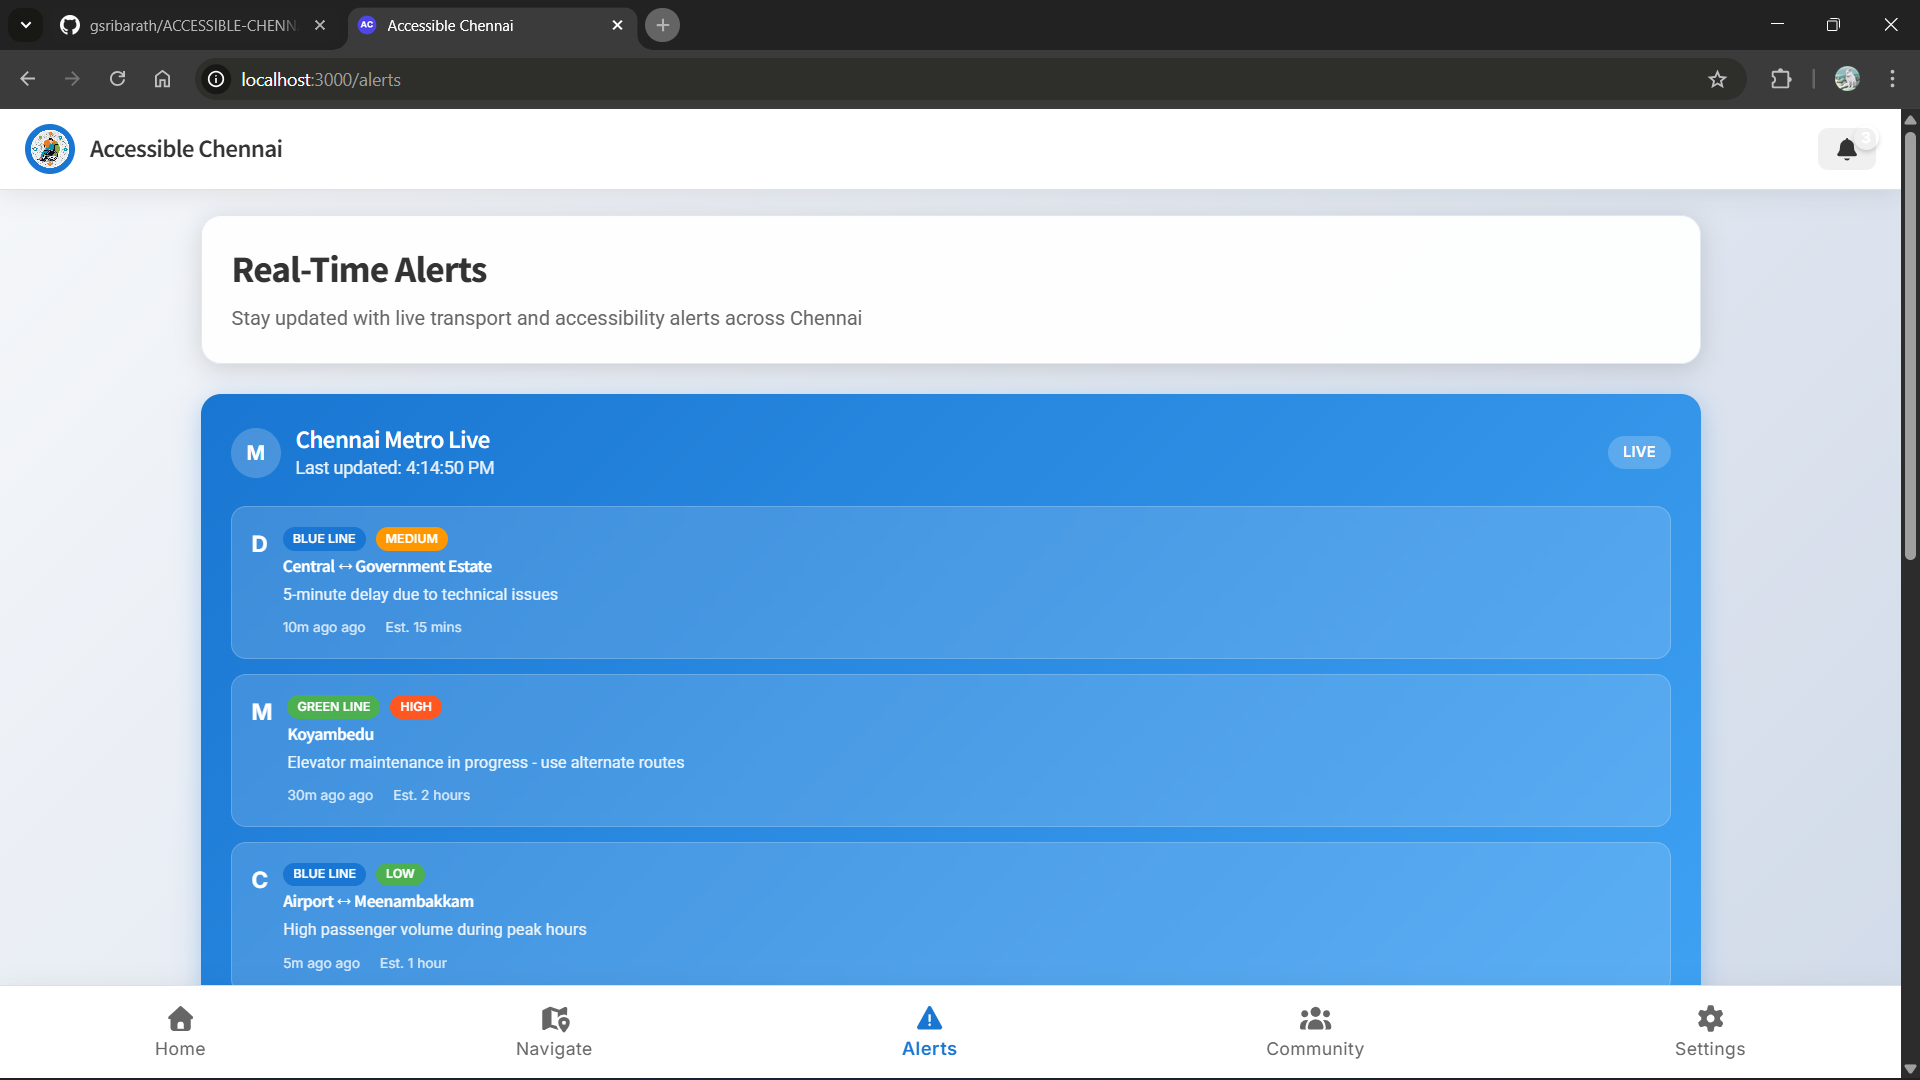 gsribarath/ACCESSIBLE-CHENN
AC Accessible Chennai
localhost:3000/alerts
Accessible Chennai
3
Real-Time Alerts
Stay updated with live transport and accessibility alerts across Chennai
M
Chennai Metro Live
Last updated: 4:14:50 PM
LIVE
D
BLUE LINE MEDIUM
Central ↔ Government Estate
5-minute delay due to technical issues
10m ago ago Est. 15 mins
M
GREEN LINE HIGH
Koyambedu
Elevator maintenance in progress - use alternate routes
30m ago ago Est. 2 hours
C
BLUE LINE LOW
Airport ↔ Meenambakkam
High passenger volume during peak hours
5m ago ago Est. 1 hour
Home
Navigate
Alerts
Community
Settings